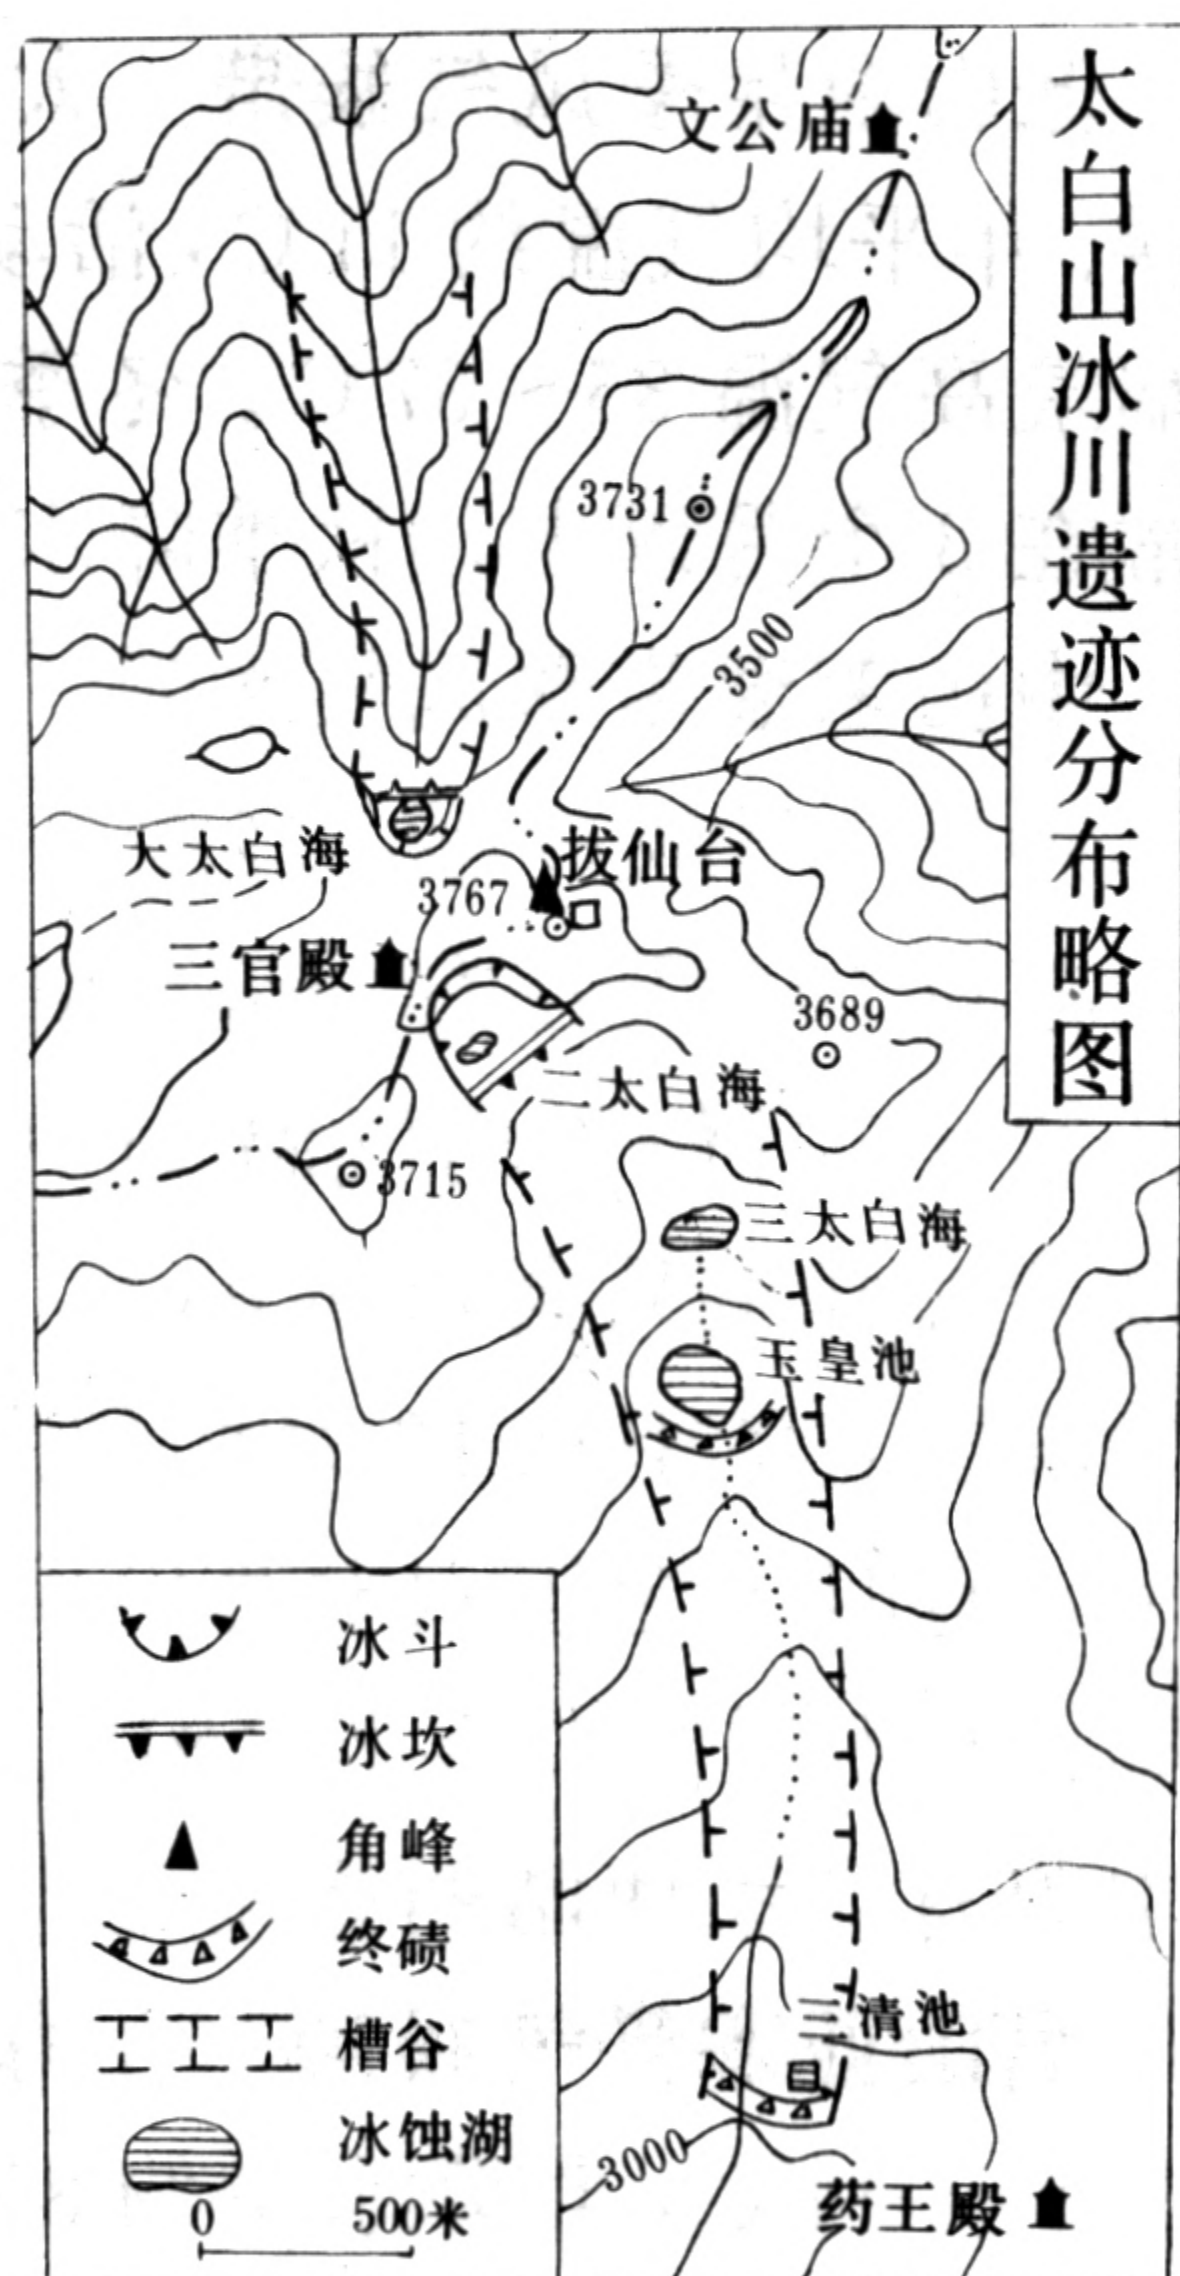 太白山冰川遗迹分布略图
文公庙
3731
3500
大太白海
拔仙台
3767
三官殿
3689
二太白海
3715
三太白海
玉皇池
三清池
3000
药王殿
冰斗
冰坎
角峰
终碛
槽谷
冰蚀湖
0 500米